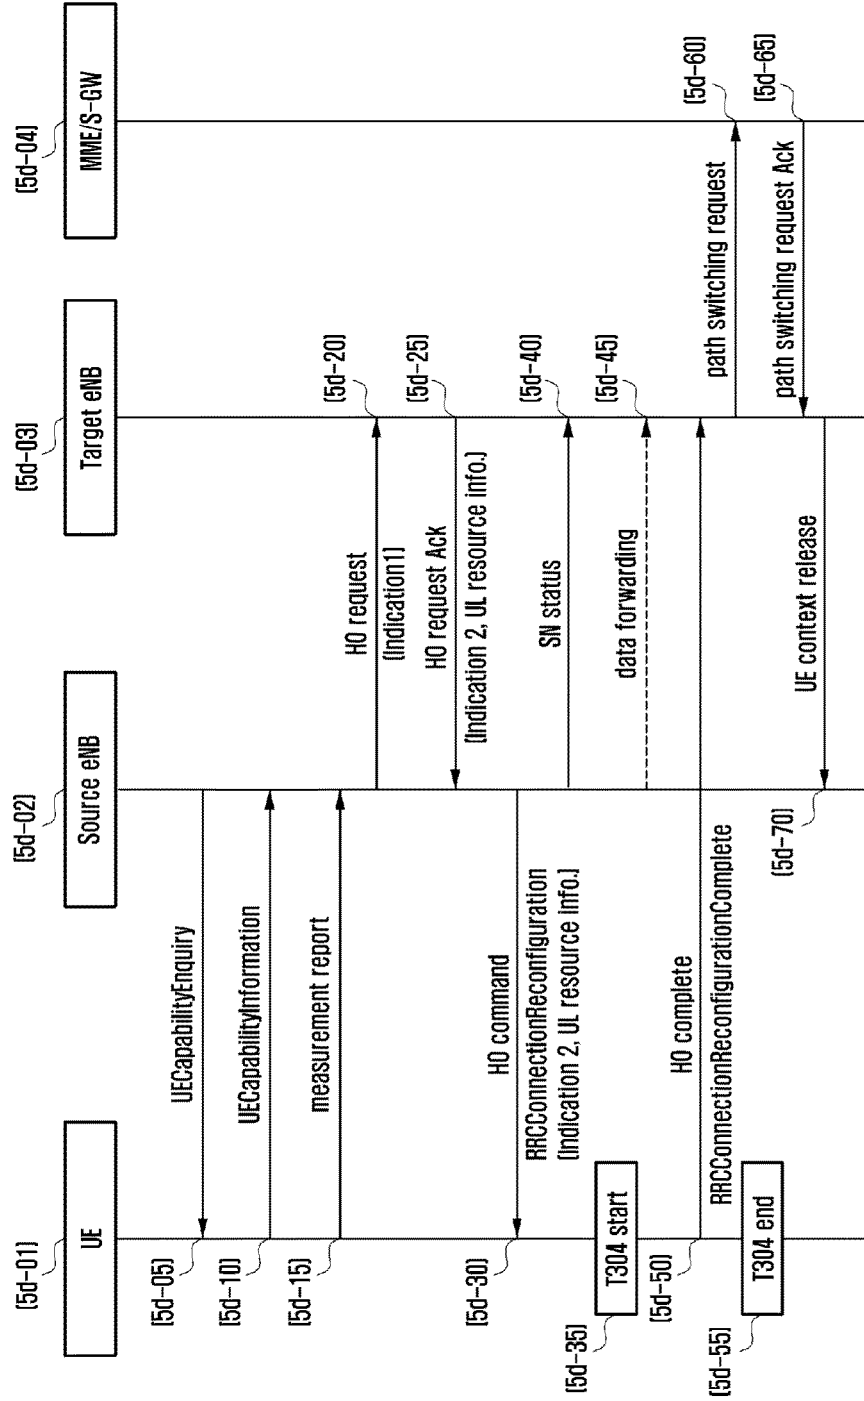 (5d-01)
UE
(5d-02)
Source eNB
(5d-03)
Target eNB
(5d-04)
MME/S-GW
(5d-05)
UECapabilityEnquiry
(5d-10)
UECapabilityInformation
(5d-15)
measurement report
HO request
(Indication1)
(5d-20)
HO request Ack
(Indication 2, UL resource info.)
(5d-25)
(5d-30)
HO command
RRCConnectionReconfiguration
(Indication 2, UL resource info.)
SN status
(5d-40)
(5d-35)
T304 start
data forwarding
(5d-45)
(5d-50)
HO complete
RRCConnectionReconfigurationComplete
path switching request
(5d-60)
(5d-55)
T304 end
path switching request Ack
(5d-65)
UE context release
(5d-70)